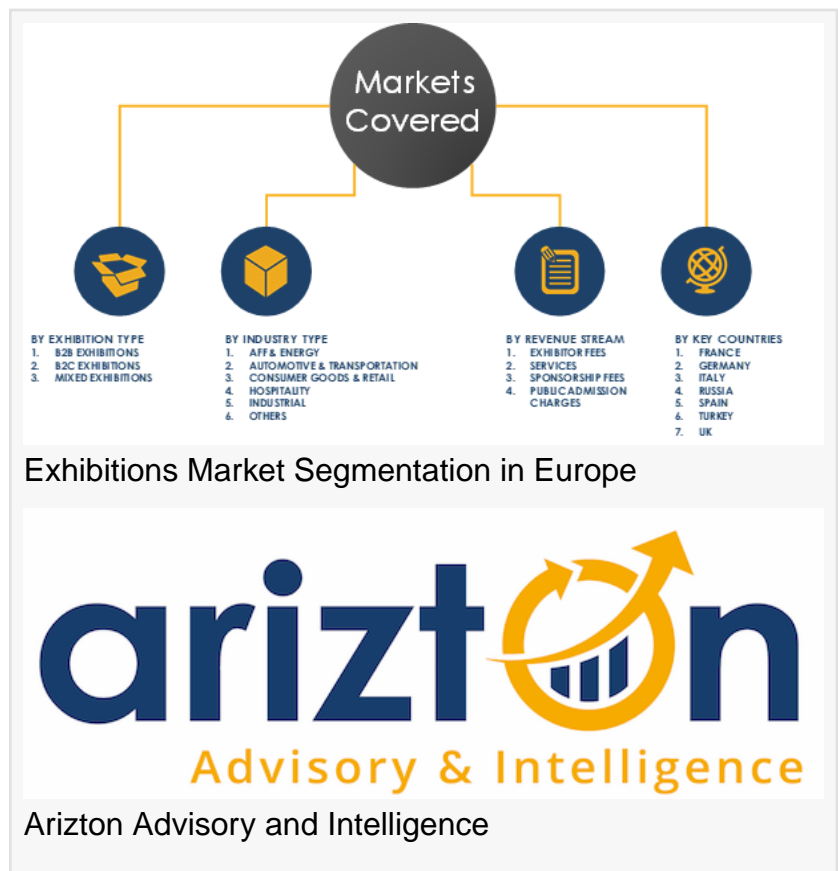 Markets
Covered
BY EXHIBITION TYPE
1. B2B EXHIBITIONS
2. B2C EXHIBITIONS
3. MIXED EXHIBITIONS
BY INDUSTRY TYPE
1. AFF & ENERGY
2. AUTOMOTIVE & TRANSPORTATION
3. CONSUMER GOODS & RETAIL
4. HOSPITALITY
5. INDUSTRIAL
6. OTHERS
BY REVENUE STREAM
1. EXHIBITOR FEES
2. SERVICES
3. SPONSORSHIP FEES
4. PUBLIC ADMISSION
CHARGES
BY KEY COUNTRIES
1. FRANCE
2. GERMANY
3. ITALY
4. RUSSIA
5. SPAIN
6. TURKEY
7. UK
Exhibitions Market Segmentation in Europe
arizton
Advisory & Intelligence
Arizton Advisory and Intelligence